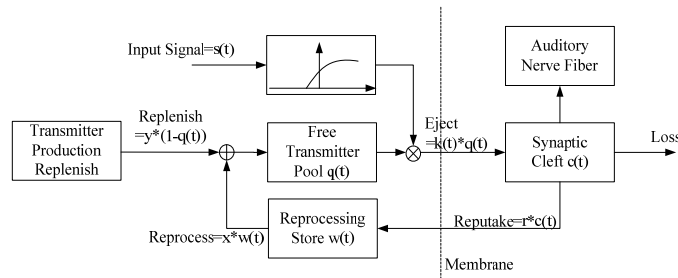 Input Signal=s(t)
Auditory
Nerve Fiber
Replenish
=y*(1-q(t))
Transmitter
Production
Replenish
Free
Transmitter
Pool q(t)
Eject
=k(t)*q(t)
Synaptic
Cleft c(t)
Loss
Reprocess=x*w(t)
Reprocessing
Store w(t)
Reputake=r*c(t)
Membrane